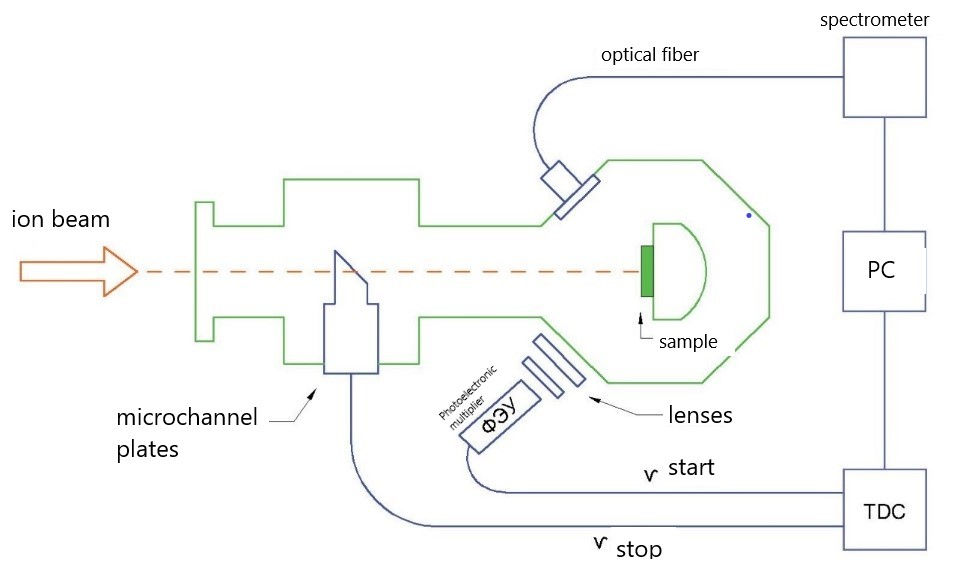 spectrometer
optical fiber
ion beam
PC
sample
Photoelectronic
multiplier
ФЭУ
lenses
microchannel
plates
start
TDC
stop